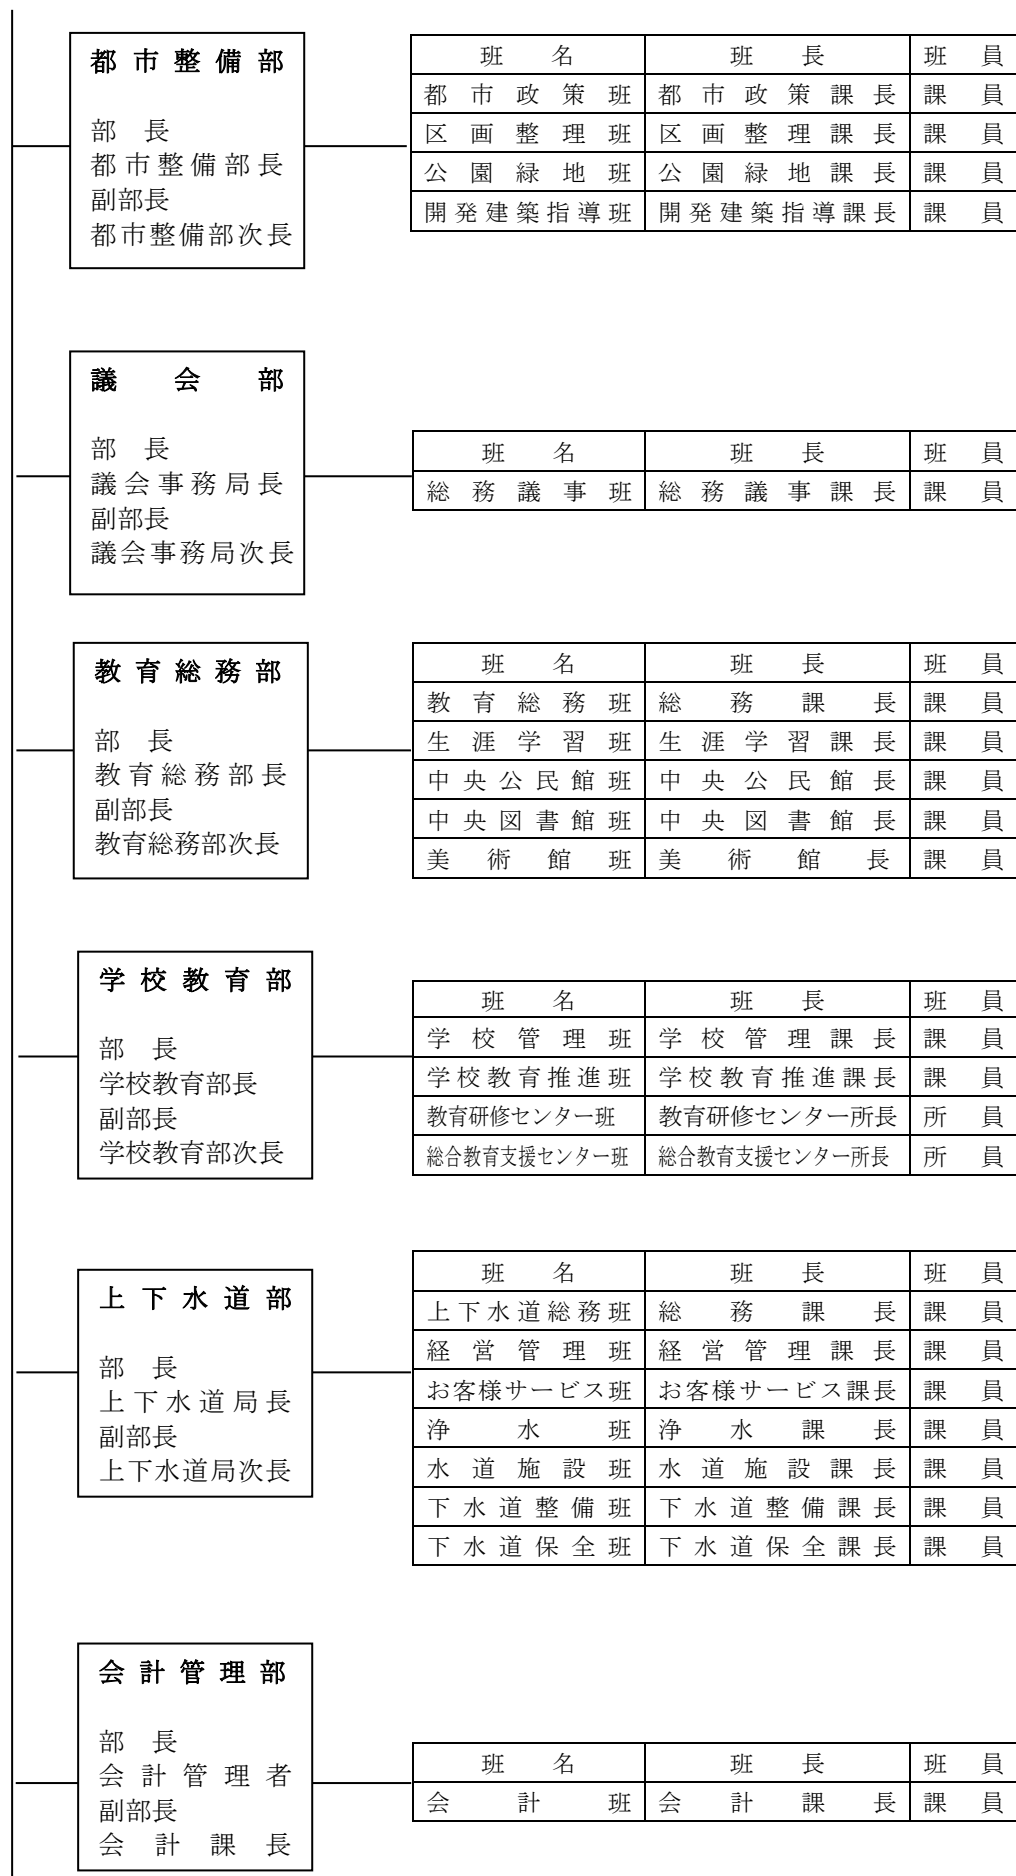 都市整備部
部　長
都市整備部長
副部長
都市整備部次長
班名 班長 班員
都市政策班 都市政策課長 課員
区画整理班 区画整理課長 課員
公園緑地班 公園緑地課長 課員
開発建築指導班 開発建築指導課長 課員
議会部
部　長
議会事務局長
副部長
議会事務局次長
班名 班長 班員
総務議事班 総務議事課長 課員
教育総務部
部　長
教育総務部長
副部長
教育総務部次長
班名 班長 班員
教育総務班 総務課長 課員
生涯学習班 生涯学習課長 課員
中央公民館班 中央公民館長 課員
中央図書館班 中央図書館長 課員
美術館班 美術館長 課員
学校教育部
部　長
学校教育部長
副部長
学校教育部次長
班名 班長 班員
学校管理班 学校管理課長 課員
学校教育推進班 学校教育推進課長 課員
教育研修センター班 教育研修センター所長 所員
総合教育支援センター班 総合教育支援センター所長 所員
上下水道部
部　長
上下水道局長
副部長
上下水道局次長
班名 班長 班員
上下水道総務班 総務課長 課員
経営管理班 経営管理課長 課員
お客様サービス班 お客様サービス課長 課員
浄水班 浄水課長 課員
水道施設班 水道施設課長 課員
下水道整備班 下水道整備課長 課員
下水道保全班 下水道保全課長 課員
会計管理部
部　長
会計管理者
副部長
会計課長
班名 班長 班員
会計班 会計課長 課員